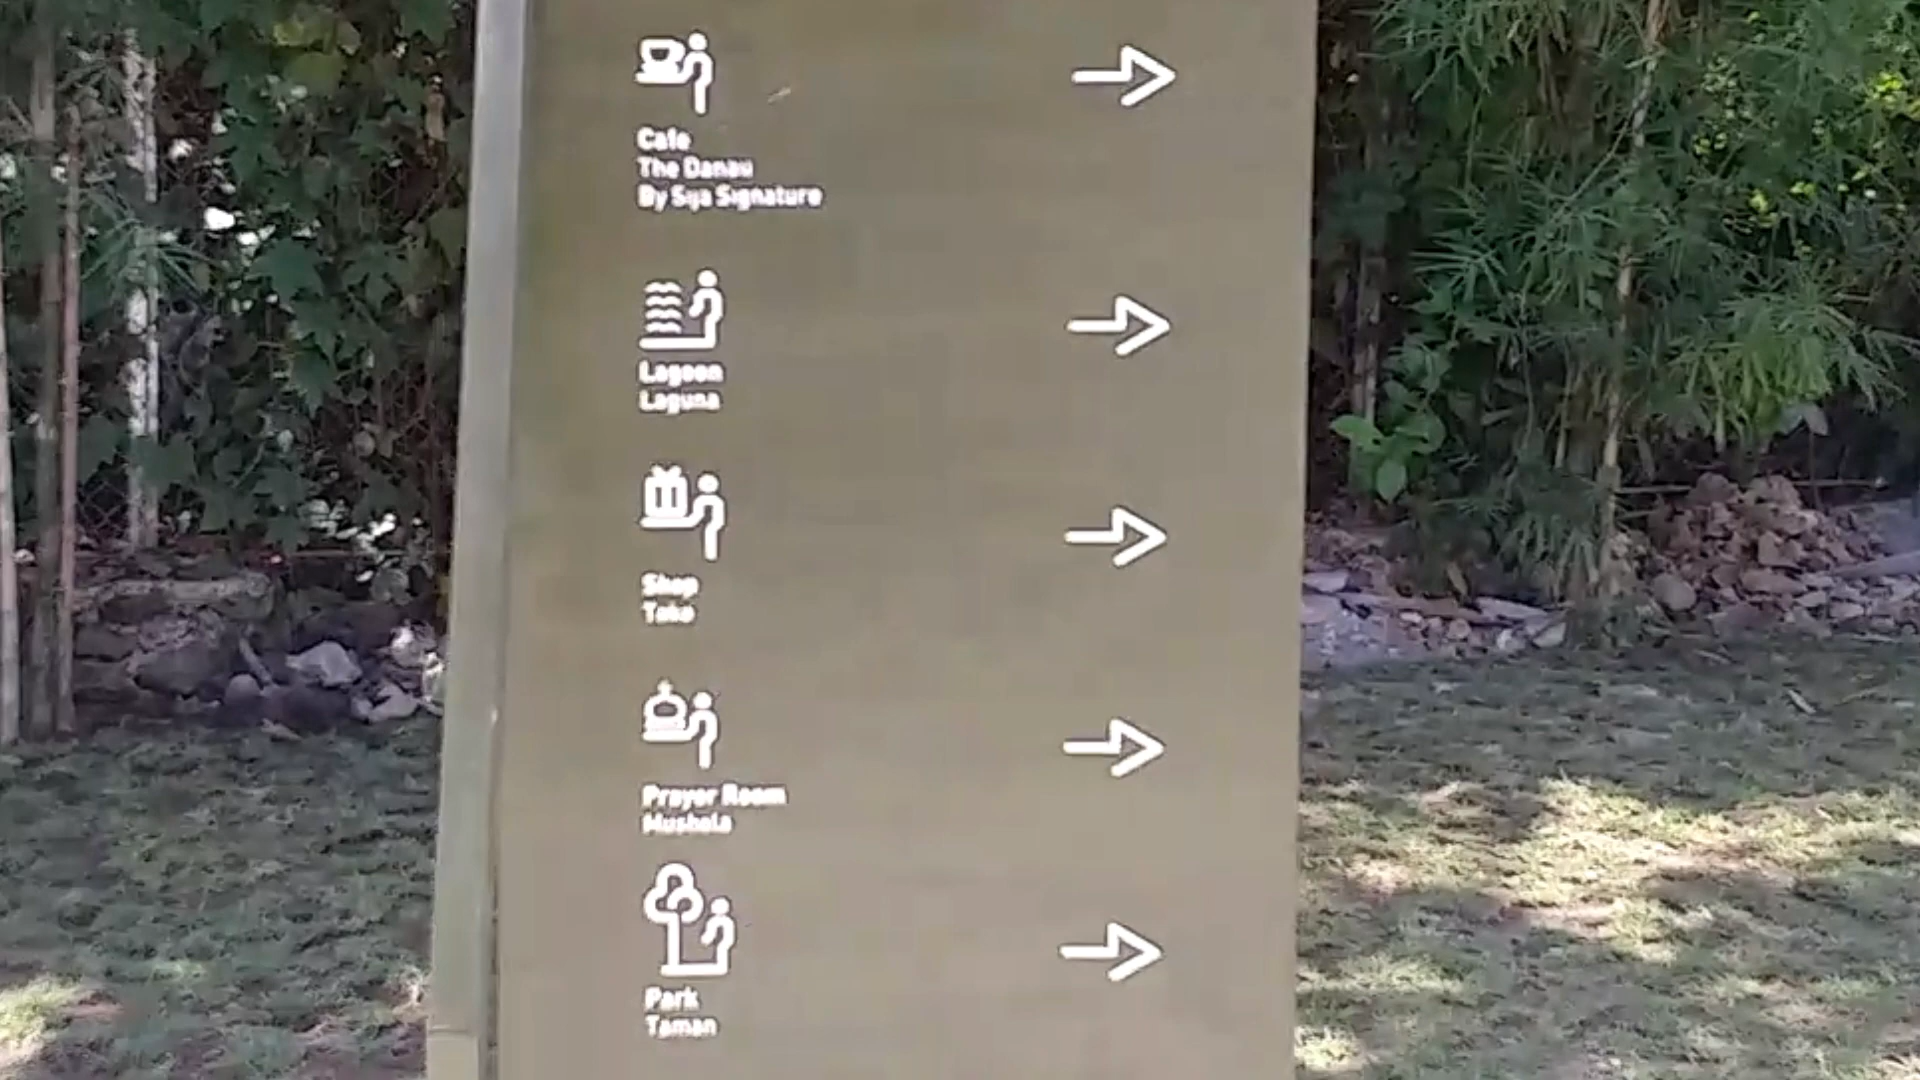 Cafe
The Danau
By Sija Signature
Lagoon
Laguna
Shop
Toko
Prayer Room
Mushola
Park
Taman